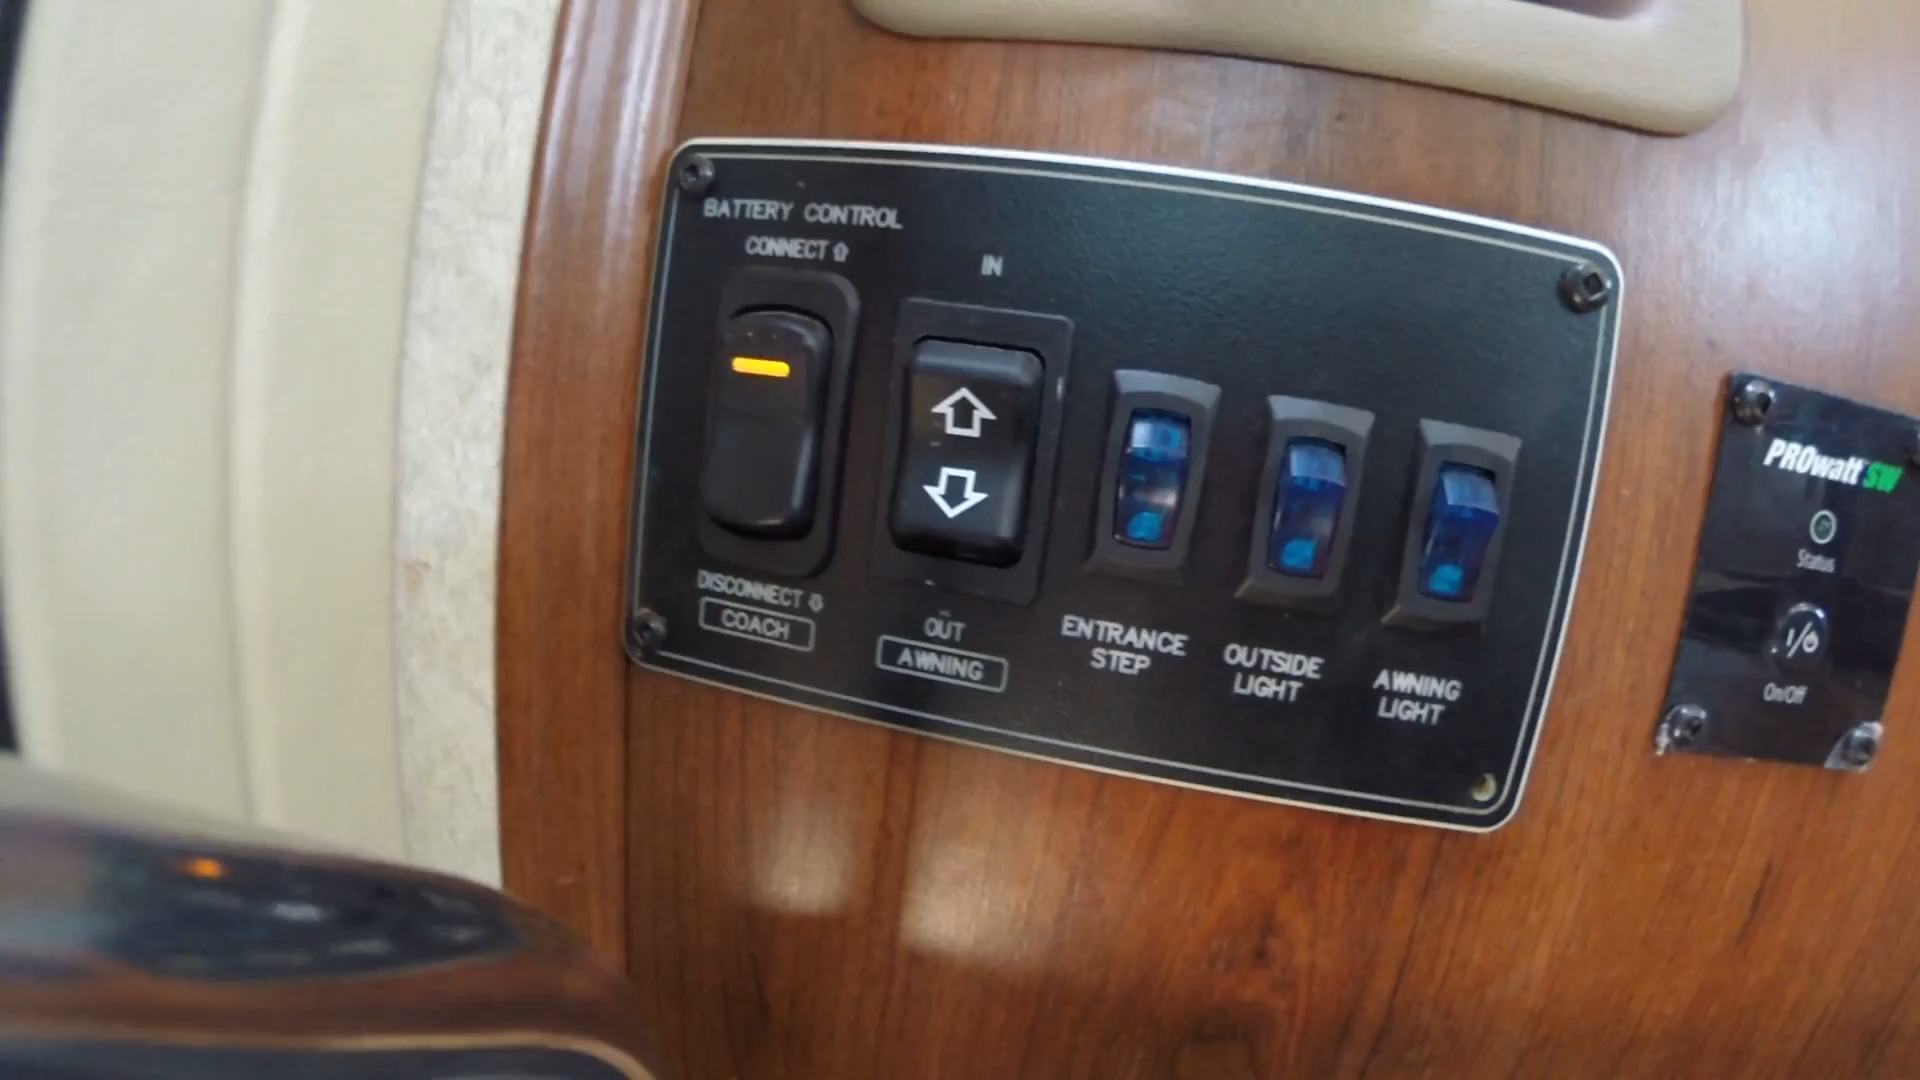 BATTERY CONTROL
CONNECT ⇧
DISCONNECT ⇩
COACH
IN
OUT
AWNING
ENTRANCE
STEP
OUTSIDE
LIGHT
AWNING
LIGHT
PROwatt SW
Status
On/Off